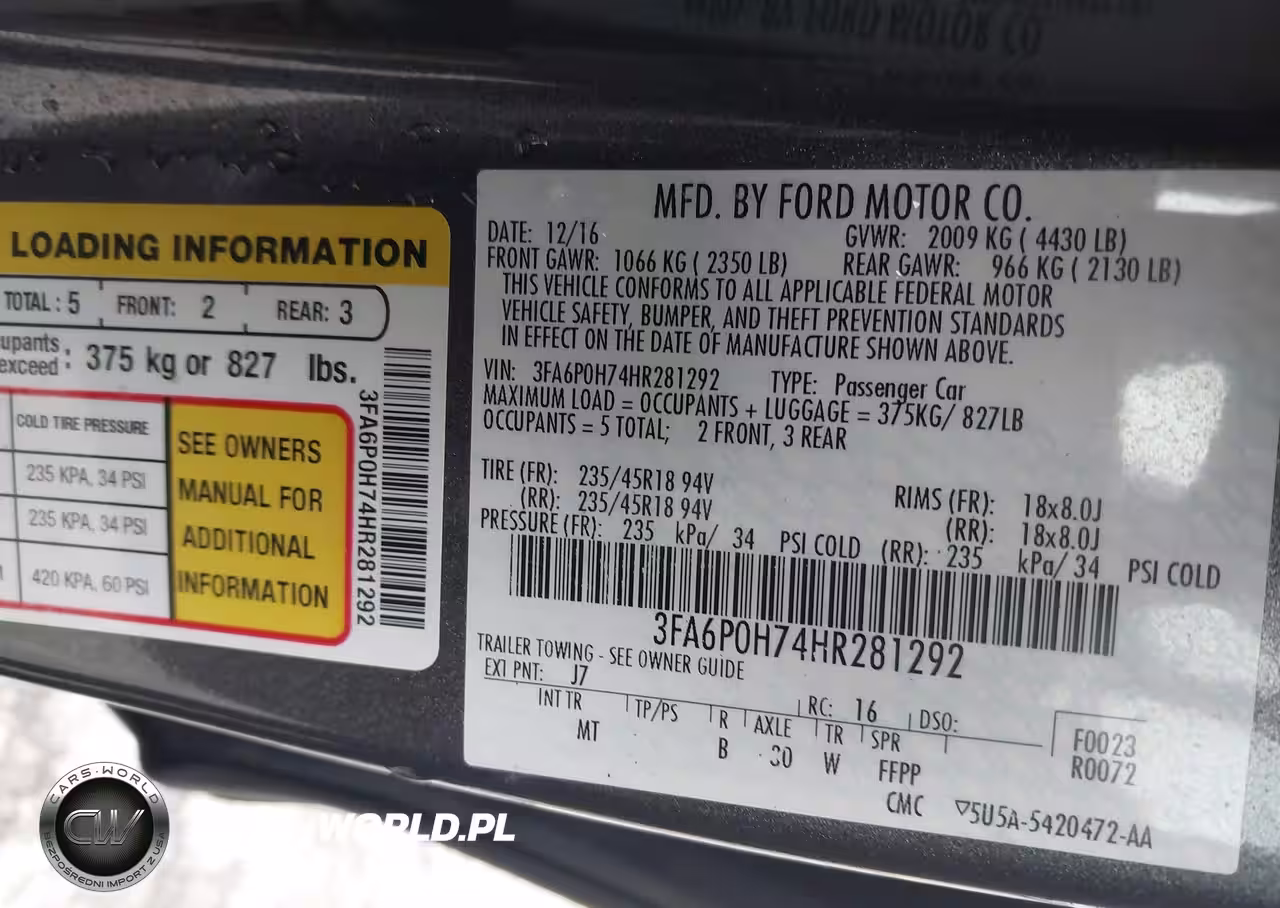 LOADING INFORMATION
TOTAL: 5 FRONT: 2 REAR: 3
upants
exceed : 375 kg or 827 lbs.
COLD TIRE PRESSURE
235 KPA, 34 PSI
235 KPA, 34 PSI
420 KPA, 60 PSI
SEE OWNERS
MANUAL FOR
ADDITIONAL
INFORMATION
3FA6P0H74HR281292
MFD. BY FORD MOTOR CO.
DATE: 12/16 GVWR: 2009 KG ( 4430 LB)
FRONT GAWR: 1066 KG ( 2350 LB) REAR GAWR: 966 KG ( 2130 LB)
THIS VEHICLE CONFORMS TO ALL APPLICABLE FEDERAL MOTOR
VEHICLE SAFETY, BUMPER, AND THEFT PREVENTION STANDARDS
IN EFFECT ON THE DATE OF MANUFACTURE SHOWN ABOVE.
VIN: 3FA6P0H74HR281292 TYPE: Passenger Car
MAXIMUM LOAD = OCCUPANTS + LUGGAGE = 375KG/ 827LB
OCCUPANTS = 5 TOTAL; 2 FRONT, 3 REAR
TIRE (FR): 235/45R18 94V RIMS (FR): 18x8.0J
(RR): 235/45R18 94V (RR): 18x8.0J
PRESSURE (FR): 235 kPa/ 34 PSI COLD (RR): 235 kPa/ 34 PSI COLD
3FA6P0H74HR281292
TRAILER TOWING - SEE OWNER GUIDE
EXT PNT: J7 RC: 16 DSO:
INT TR TP/PS R AXLE TR SPR
MT B 30 W FFPP
CMC
F0023
R0072
▽5U5A-5420472-AA
CARS-WORLD
CW
BEZPOŚREDNI IMPORT Z USA
WORLD.PL